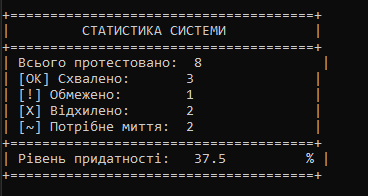 +======================================+
|         СТАТИСТИКА СИСТЕМИ           |
+======================================+
| Всього протестовано:  8               |
| [OK] Схвалено:       3               |
| [!] Обмежено:        1               |
| [X] Відхилено:       2               |
| [~] Потрібне миття:  2               |
+======================================+
| Рівень придатності:   37.5          % |
+======================================+